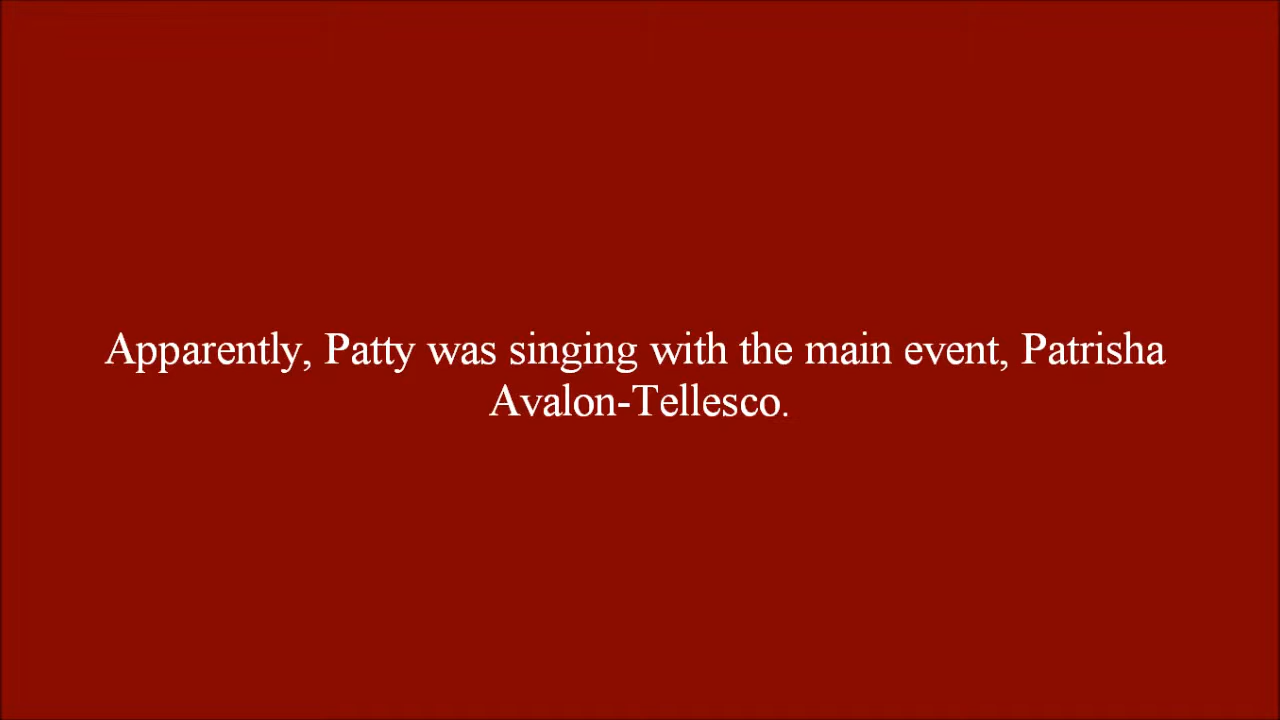 Apparently, Patty was singing with the main event, Patrisha
Avalon-Tellesco.